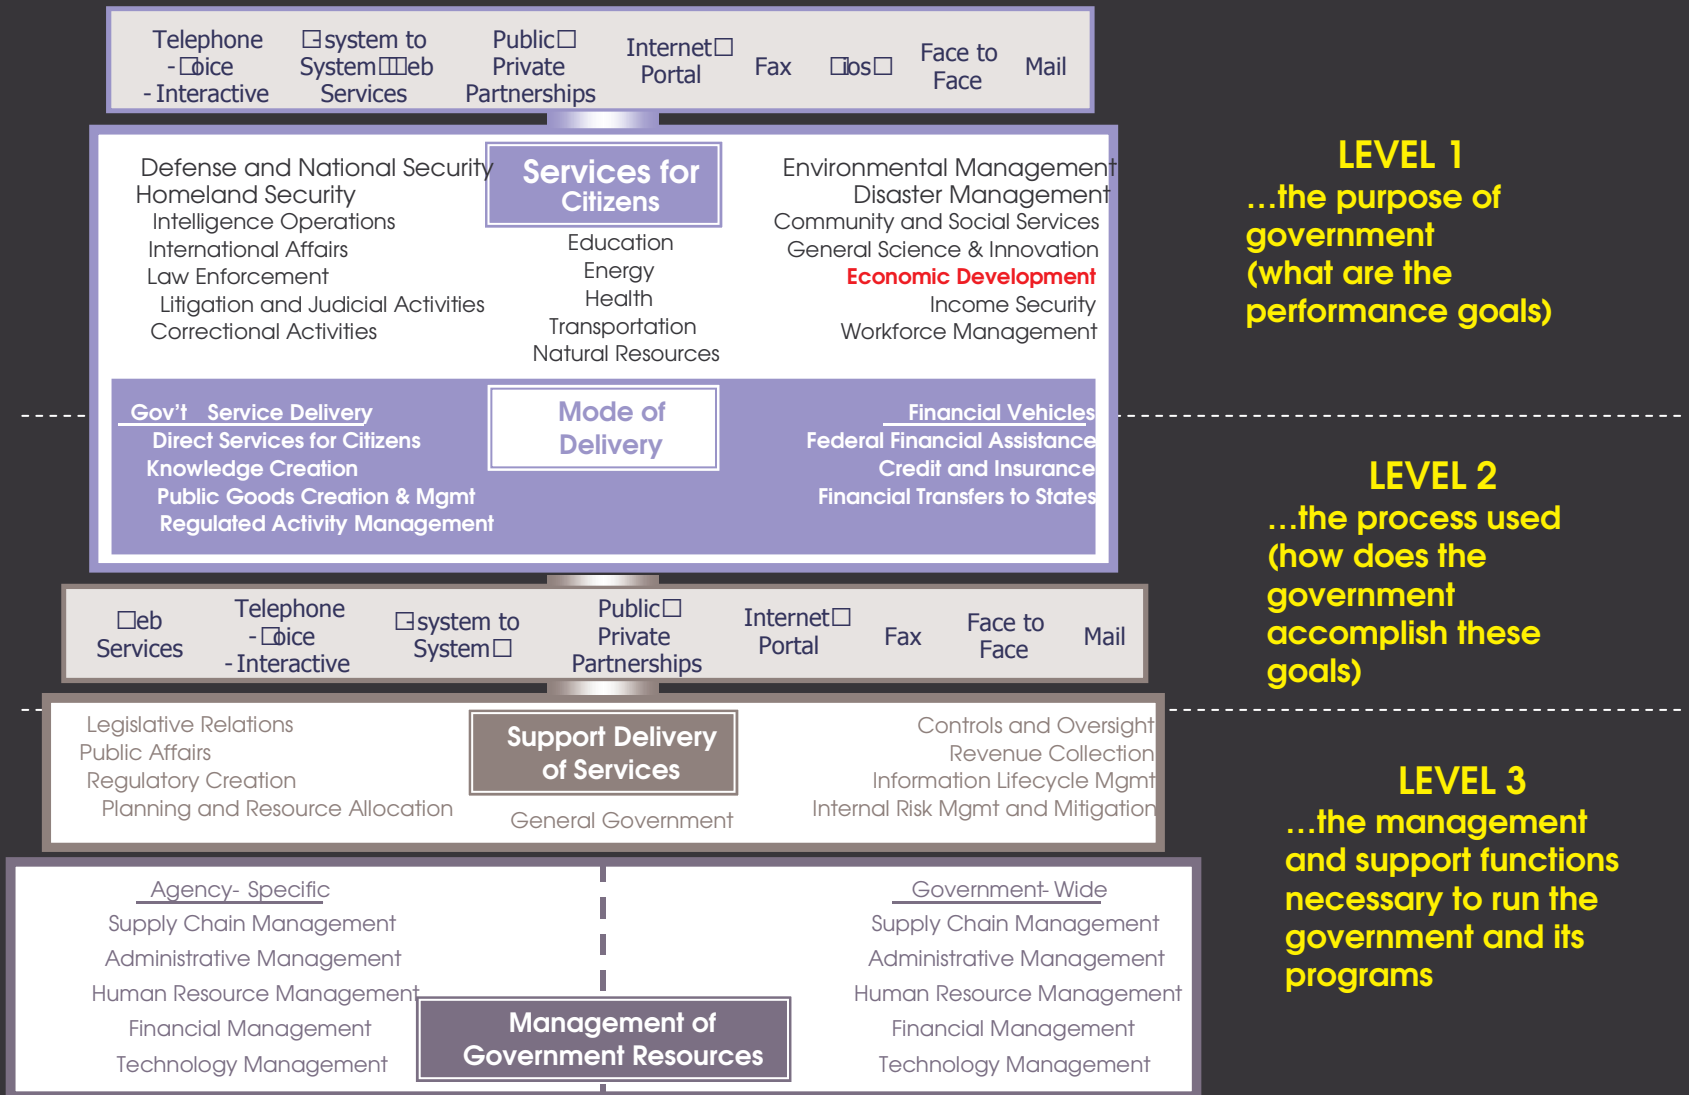 Telephone
- □oice
- Interactive
□system to
System□□eb
Services
Public□
Private
Partnerships
Internet□
Portal
Fax
□ios□
Face to
Face
Mail
Defense and National Security
Homeland Security
Intelligence Operations
International Affairs
Law Enforcement
Litigation and Judicial Activities
Correctional Activities
Services for
Citizens
Education
Energy
Health
Transportation
Natural Resources
Environmental Management
Disaster Management
Community and Social Services
General Science & Innovation
Economic Development
Income Security
Workforce Management
LEVEL 1
...the purpose of
government
(what are the
performance goals)
Gov't Service Delivery
Direct Services for Citizens
Knowledge Creation
Public Goods Creation & Mgmt
Regulated Activity Management
Mode of
Delivery
Financial Vehicles
Federal Financial Assistance
Credit and Insurance
Financial Transfers to States
LEVEL 2
...the process used
(how does the
government
accomplish these
goals)
□eb
Services
Telephone
- □oice
- Interactive
□system to
System□
Public□
Private
Partnerships
Internet□
Portal
Fax
Face to
Face
Mail
Legislative Relations
Public Affairs
Regulatory Creation
Planning and Resource Allocation
Support Delivery
of Services
General Government
Controls and Oversight
Revenue Collection
Information Lifecycle Mgmt
Internal Risk Mgmt and Mitigation
LEVEL 3
...the management
and support functions
necessary to run the
government and its
programs
Agency- Specific
Supply Chain Management
Administrative Management
Human Resource Management
Financial Management
Technology Management
Management of
Government Resources
Government- Wide
Supply Chain Management
Administrative Management
Human Resource Management
Financial Management
Technology Management